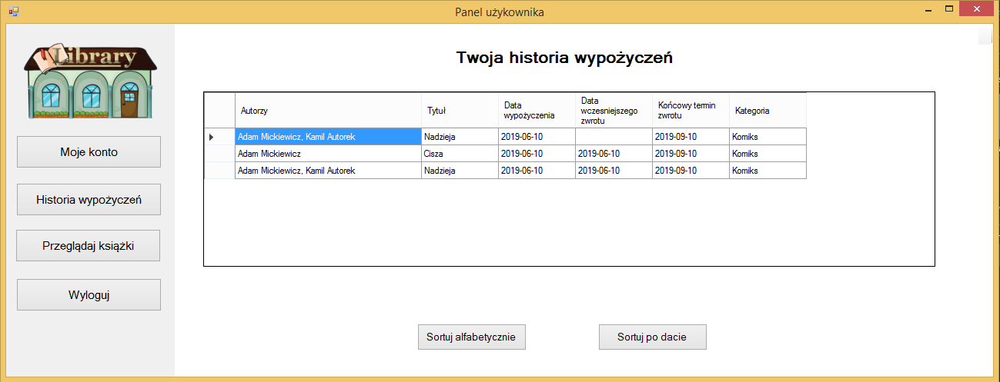 Panel użykownika
Library
Twoja historia wypożyczeń
Moje konto
Historia wypożyczeń
Przeglądaj książki
Wyloguj
Autorzy Tytuł Data wypożyczenia Data wczesniejszego zwrotu Końcowy termin zwrotu Kategoria
Adam Mickiewicz, Kamil Autorek Nadzieja 2019-06-10 2019-09-10 Komiks
Adam Mickiewicz Cisza 2019-06-10 2019-06-10 2019-09-10 Komiks
Adam Mickiewicz, Kamil Autorek Nadzieja 2019-06-10 2019-06-10 2019-09-10 Komiks
Sortuj alfabetycznie Sortuj po dacie